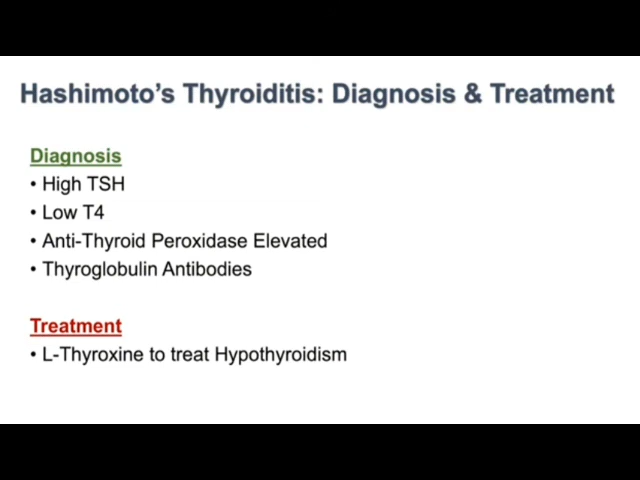 Hashimoto's Thyroiditis: Diagnosis & Treatment
Diagnosis
• High TSH
• Low T4
• Anti-Thyroid Peroxidase Elevated
• Thyroglobulin Antibodies
Treatment
• L-Thyroxine to treat Hypothyroidism